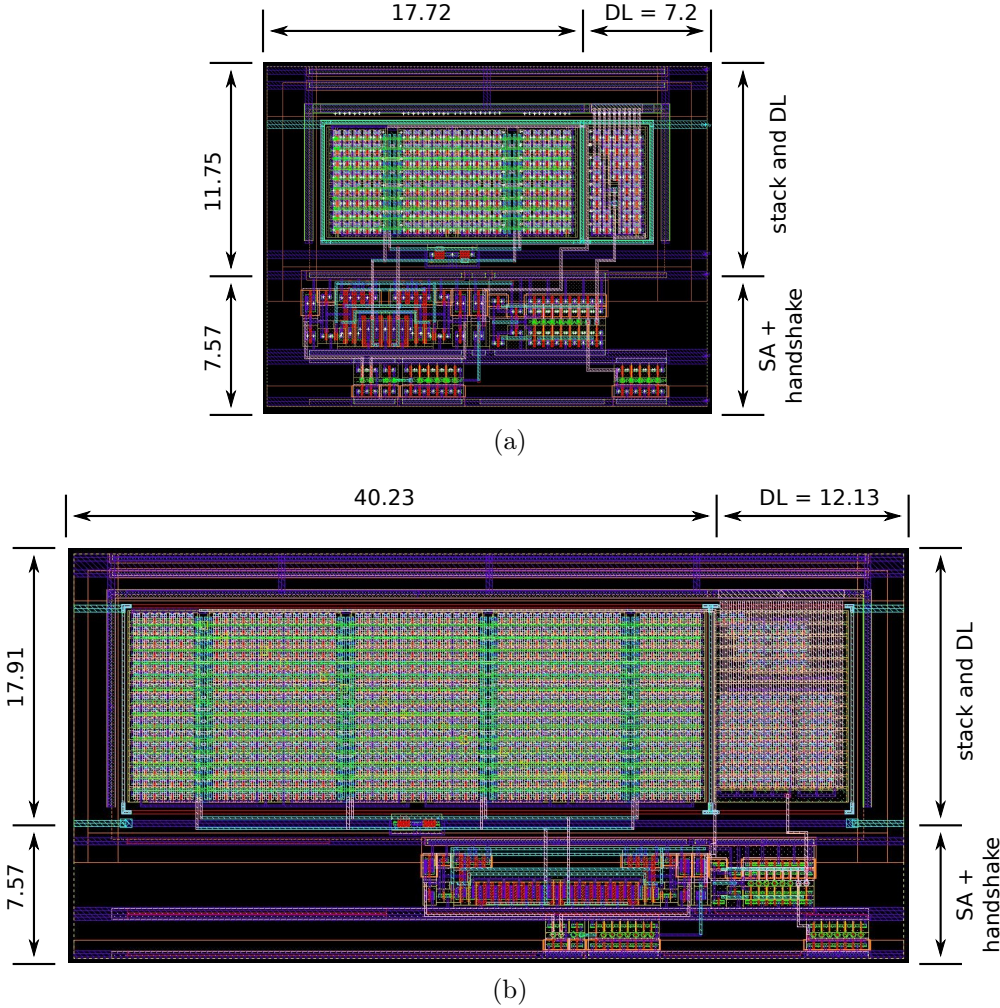 17.72
DL = 7.2
11.75
stack and DL
7.57
SA +
handshake
(a)
40.23
DL = 12.13
17.91
stack and DL
7.57
SA +
handshake
(b)